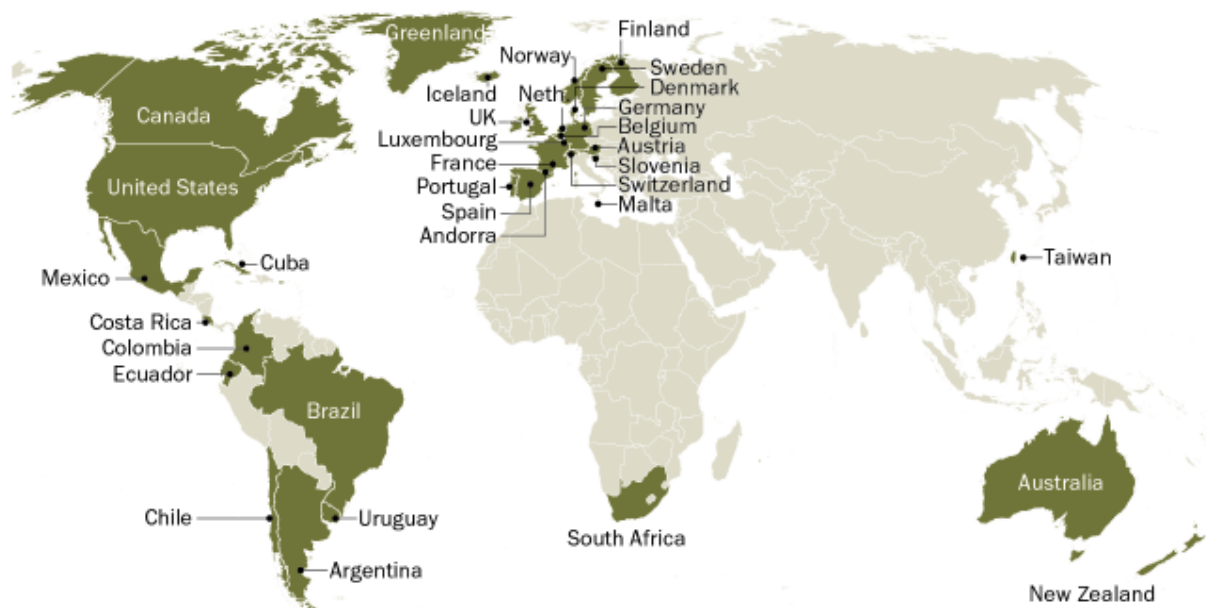 Greenland
Finland
Norway
Sweden
Iceland
Neth
Denmark
Canada
UK
Germany
Belgium
Luxembourg
Austria
France
Slovenia
United States
Portugal
Switzerland
Spain
Malta
Andorra
Cuba
Taiwan
Mexico
Costa Rica
Colombia
Ecuador
Brazil
Australia
Chile
Uruguay
South Africa
Argentina
New Zealand